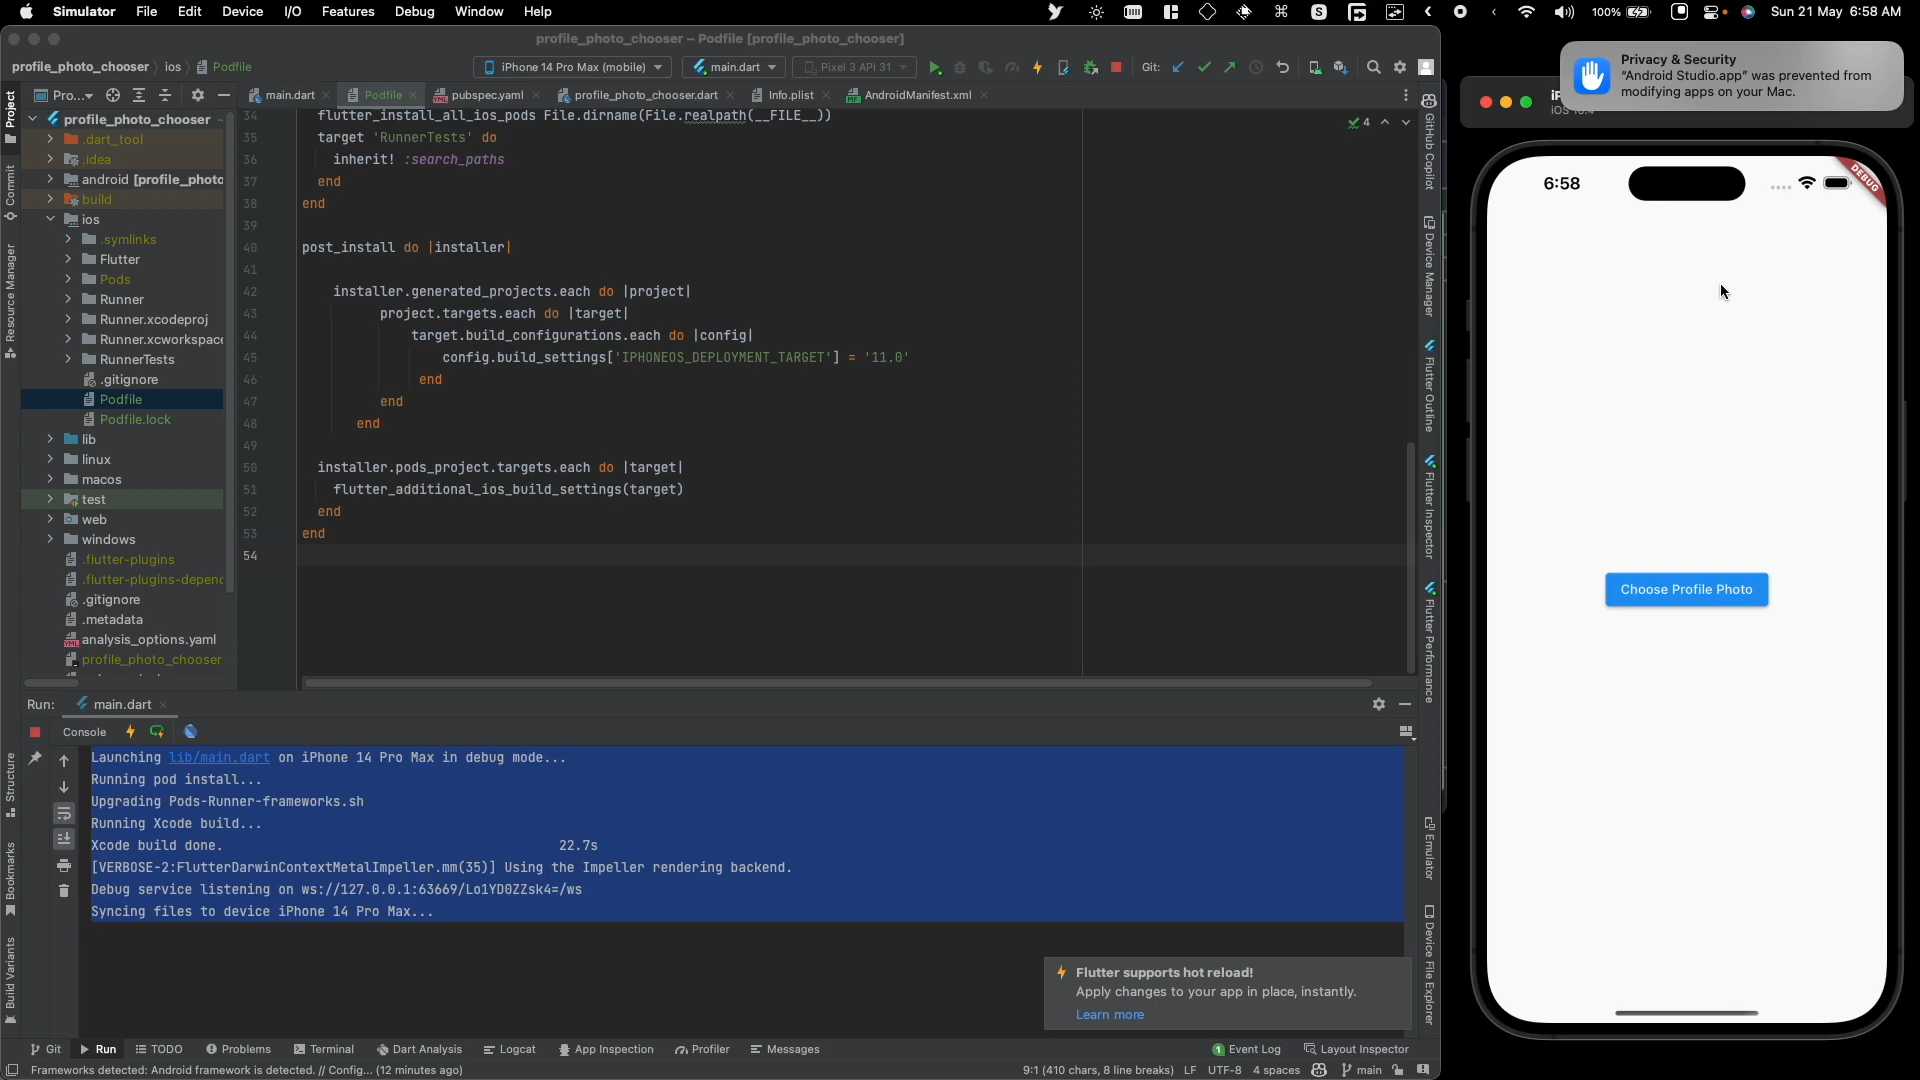 Simulator File Edit Device I/O Features Debug Window Help
100% Sun 21 May 6:58 AM
profile_photo_chooser – Podfile [profile_photo_chooser]
profile_photo_chooser ios Podfile
iPhone 14 Pro Max (mobile) main.dart Pixel 3 API 31 Git:
Privacy & Security
“Android Studio.app” was prevented from
modifying apps on your Mac.
Pro... main.dart Podfile pubspec.yaml profile_photo_chooser.dart Info.plist AndroidManifest.xml
Project
Commit
Resource Manager
Structure
Bookmarks
Build Variants
profile_photo_chooser
.dart_tool
.idea
android [profile_photo
build
ios
.symlinks
Flutter
Pods
Runner
Runner.xcodeproj
Runner.xcworkspace
RunnerTests
.gitignore
Podfile
Podfile.lock
lib
linux
macos
test
web
windows
.flutter-plugins
.flutter-plugins-depend
.gitignore
.metadata
analysis_options.yaml
profile_photo_chooser
34 flutter_install_all_ios_pods File.dirname(File.realpath(__FILE__))
35 target 'RunnerTests' do
36 inherit! :search_paths
37 end
38 end
39
40 post_install do |installer|
41
42 installer.generated_projects.each do |project|
43 project.targets.each do |target|
44 target.build_configurations.each do |config|
45 config.build_settings['IPHONEOS_DEPLOYMENT_TARGET'] = '11.0'
46 end
47 end
48 end
49
50 installer.pods_project.targets.each do |target|
51 flutter_additional_ios_build_settings(target)
52 end
53 end
54
4
GitHub Copilot
Device Manager
Flutter Outline
Flutter Inspector
Flutter Performance
Emulator
Device File Explorer
6:58
DEBUG
Choose Profile Photo
Run: main.dart
Console
Launching lib/main.dart on iPhone 14 Pro Max in debug mode...
Running pod install...
Upgrading Pods-Runner-frameworks.sh
Running Xcode build...
Xcode build done. 22.7s
[VERBOSE-2:FlutterDarwinContextMetalImpeller.mm(35)] Using the Impeller rendering backend.
Debug service listening on ws://127.0.0.1:63669/Lo1YD0ZZsk4=/ws
Syncing files to device iPhone 14 Pro Max...
Flutter supports hot reload!
Apply changes to your app in place, instantly.
Learn more
Git Run TODO Problems Terminal Dart Analysis Logcat App Inspection Profiler Messages 1 Event Log Layout Inspector
Frameworks detected: Android framework is detected. // Config... (12 minutes ago) 9:1 (410 chars, 8 line breaks) LF UTF-8 4 spaces main